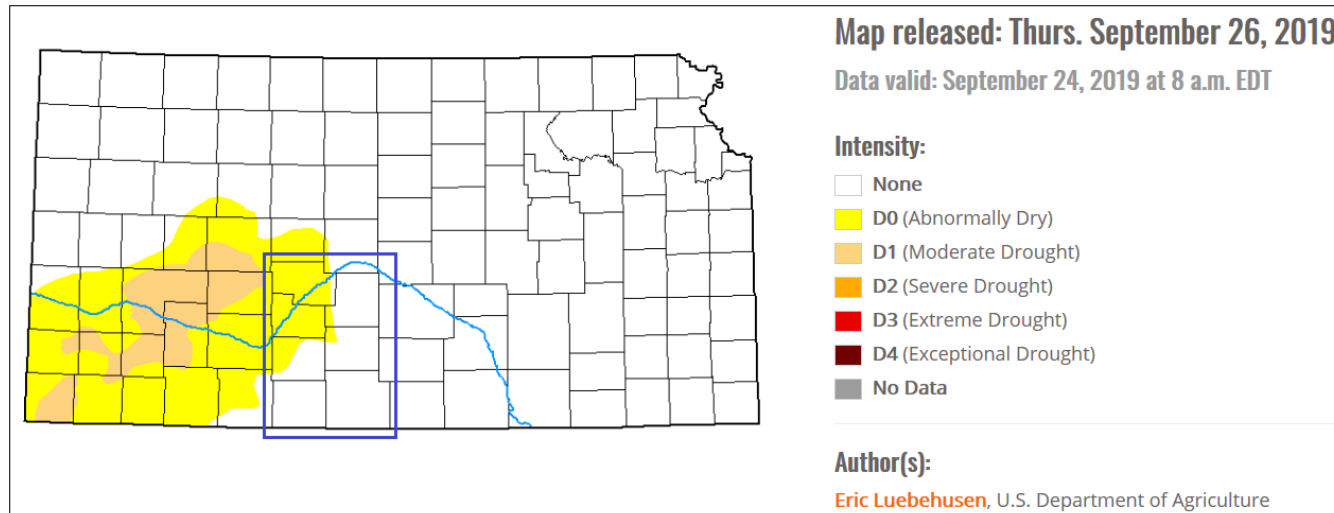 Map released: Thurs. September 26, 2019
Data valid: September 24, 2019 at 8 a.m. EDT
Intensity:
None
D0 (Abnormally Dry)
D1 (Moderate Drought)
D2 (Severe Drought)
D3 (Extreme Drought)
D4 (Exceptional Drought)
No Data
Author(s):
Eric Luebehusen, U.S. Department of Agriculture